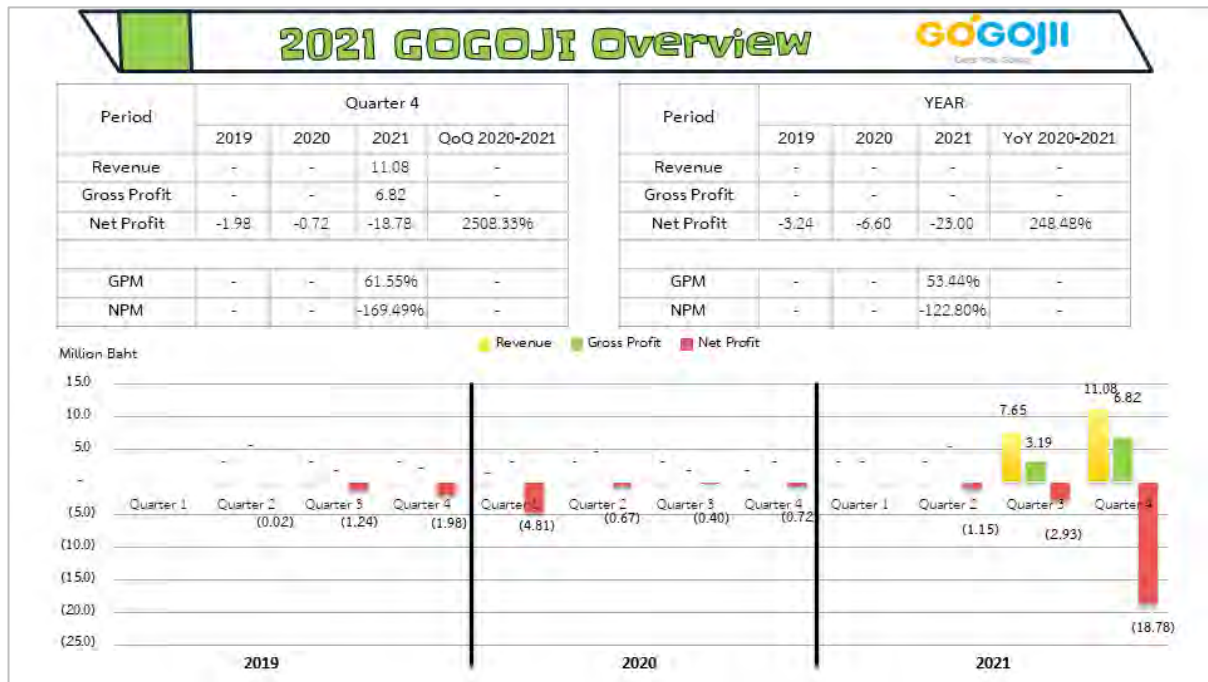 2021 GOGOJI Overview
GOGOJII
Period Quarter 4
2019 2020 2021 QoQ 2020-2021
Revenue - - 11.08 -
Gross Profit - - 6.82 -
Net Profit -1.98 -0.72 -18.78 2508.33%
GPM - - 61.55% -
NPM - - -169.49% -
Period YEAR
2019 2020 2021 YoY 2020-2021
Revenue - - - -
Gross Profit - - - -
Net Profit -3.24 -6.60 -23.00 248.48%
GPM - - 53.44% -
NPM - - -122.80% -
Revenue Gross Profit Net Profit
Million Baht
15.0
10.0
5.0
-
(5.0)
(10.0)
(15.0)
(20.0)
(25.0)
- - - - - - - - - - - - - - - - - - 7.65 3.19 11.08 6.82
Quarter 1 Quarter 2 Quarter 3 Quarter 4 Quarter 1 Quarter 2 Quarter 3 Quarter 4 Quarter 1 Quarter 2 Quarter 3 Quarter 4
(0.02) (1.24) (1.98) (4.81) (0.67) (0.40) (0.72 (1.15) (2.93) (18.78)
2019 2020 2021